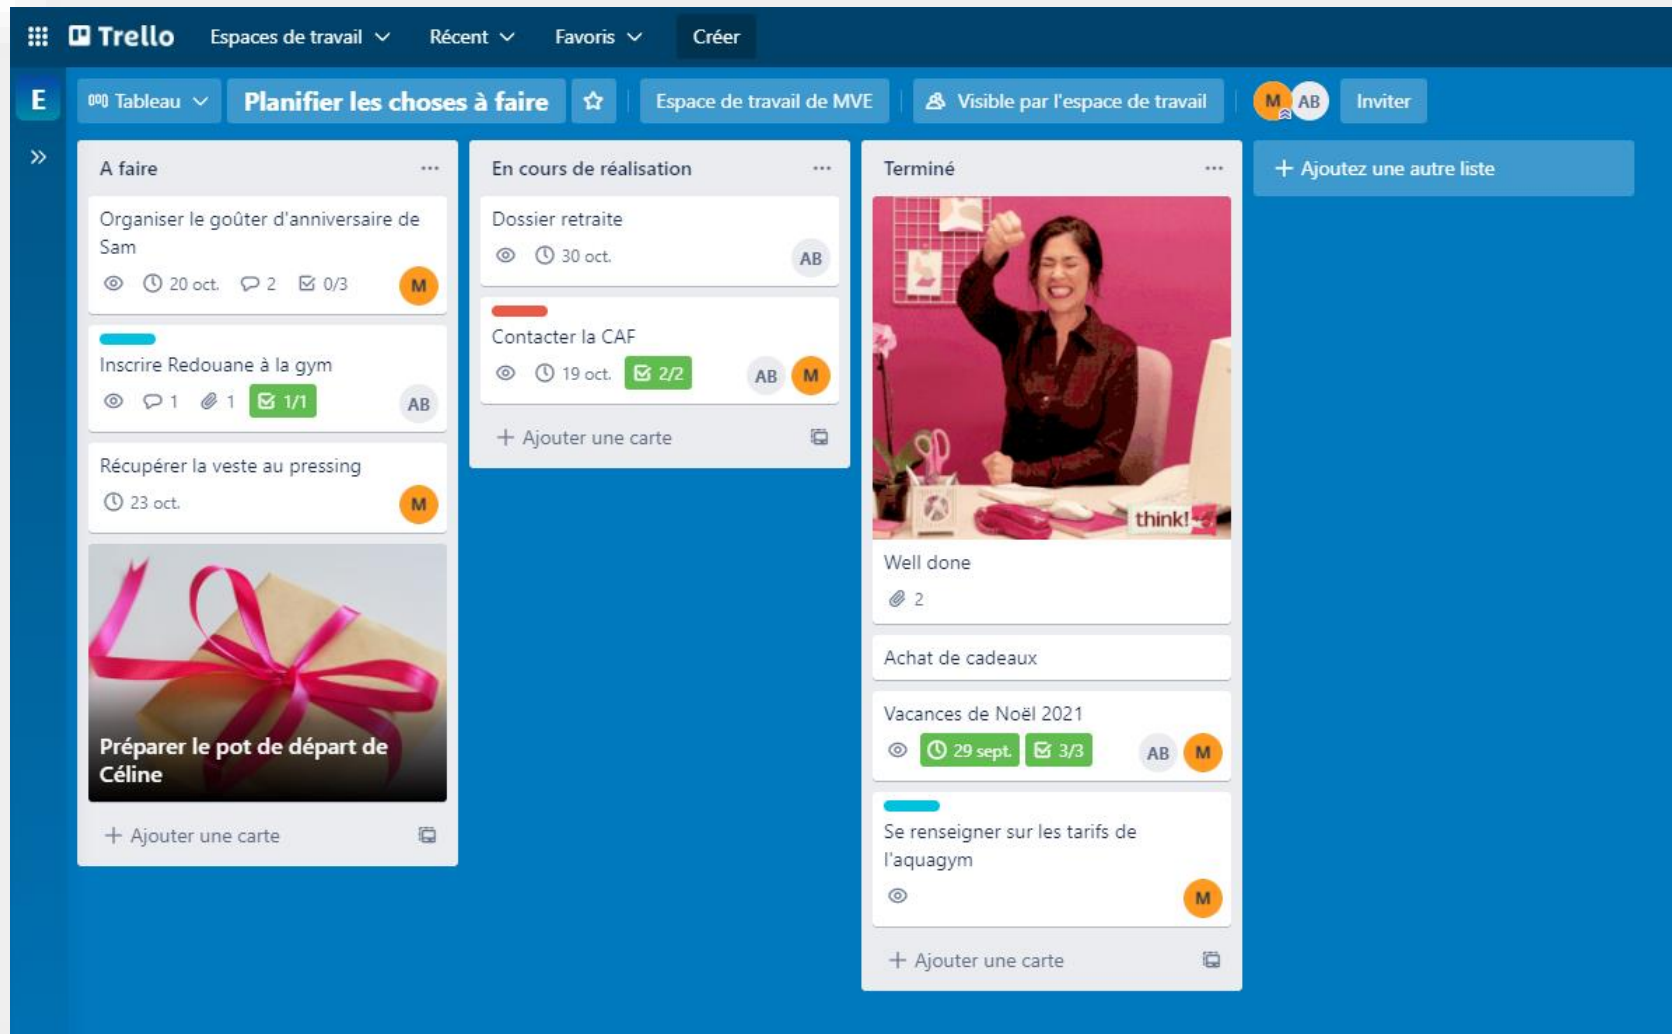 Trello Espaces de travail Récent Favoris Créer
E Tableau Planifier les choses à faire Espace de travail de MVE Visible par l'espace de travail M AB Inviter
A faire
Organiser le goûter d'anniversaire de
Sam
20 oct. 2 0/3 M
Inscrire Redouane à la gym
1 1 1/1 AB
Récupérer la veste au pressing
23 oct. M
Préparer le pot de départ de
Céline
+ Ajouter une carte
En cours de réalisation
Dossier retraite
30 oct. AB
Contacter la CAF
19 oct. 2/2 AB M
+ Ajouter une carte
Terminé
think!
Well done
2
Achat de cadeaux
Vacances de Noël 2021
29 sept. 3/3 AB M
Se renseigner sur les tarifs de
l'aquagym
M
+ Ajouter une carte
+ Ajoutez une autre liste